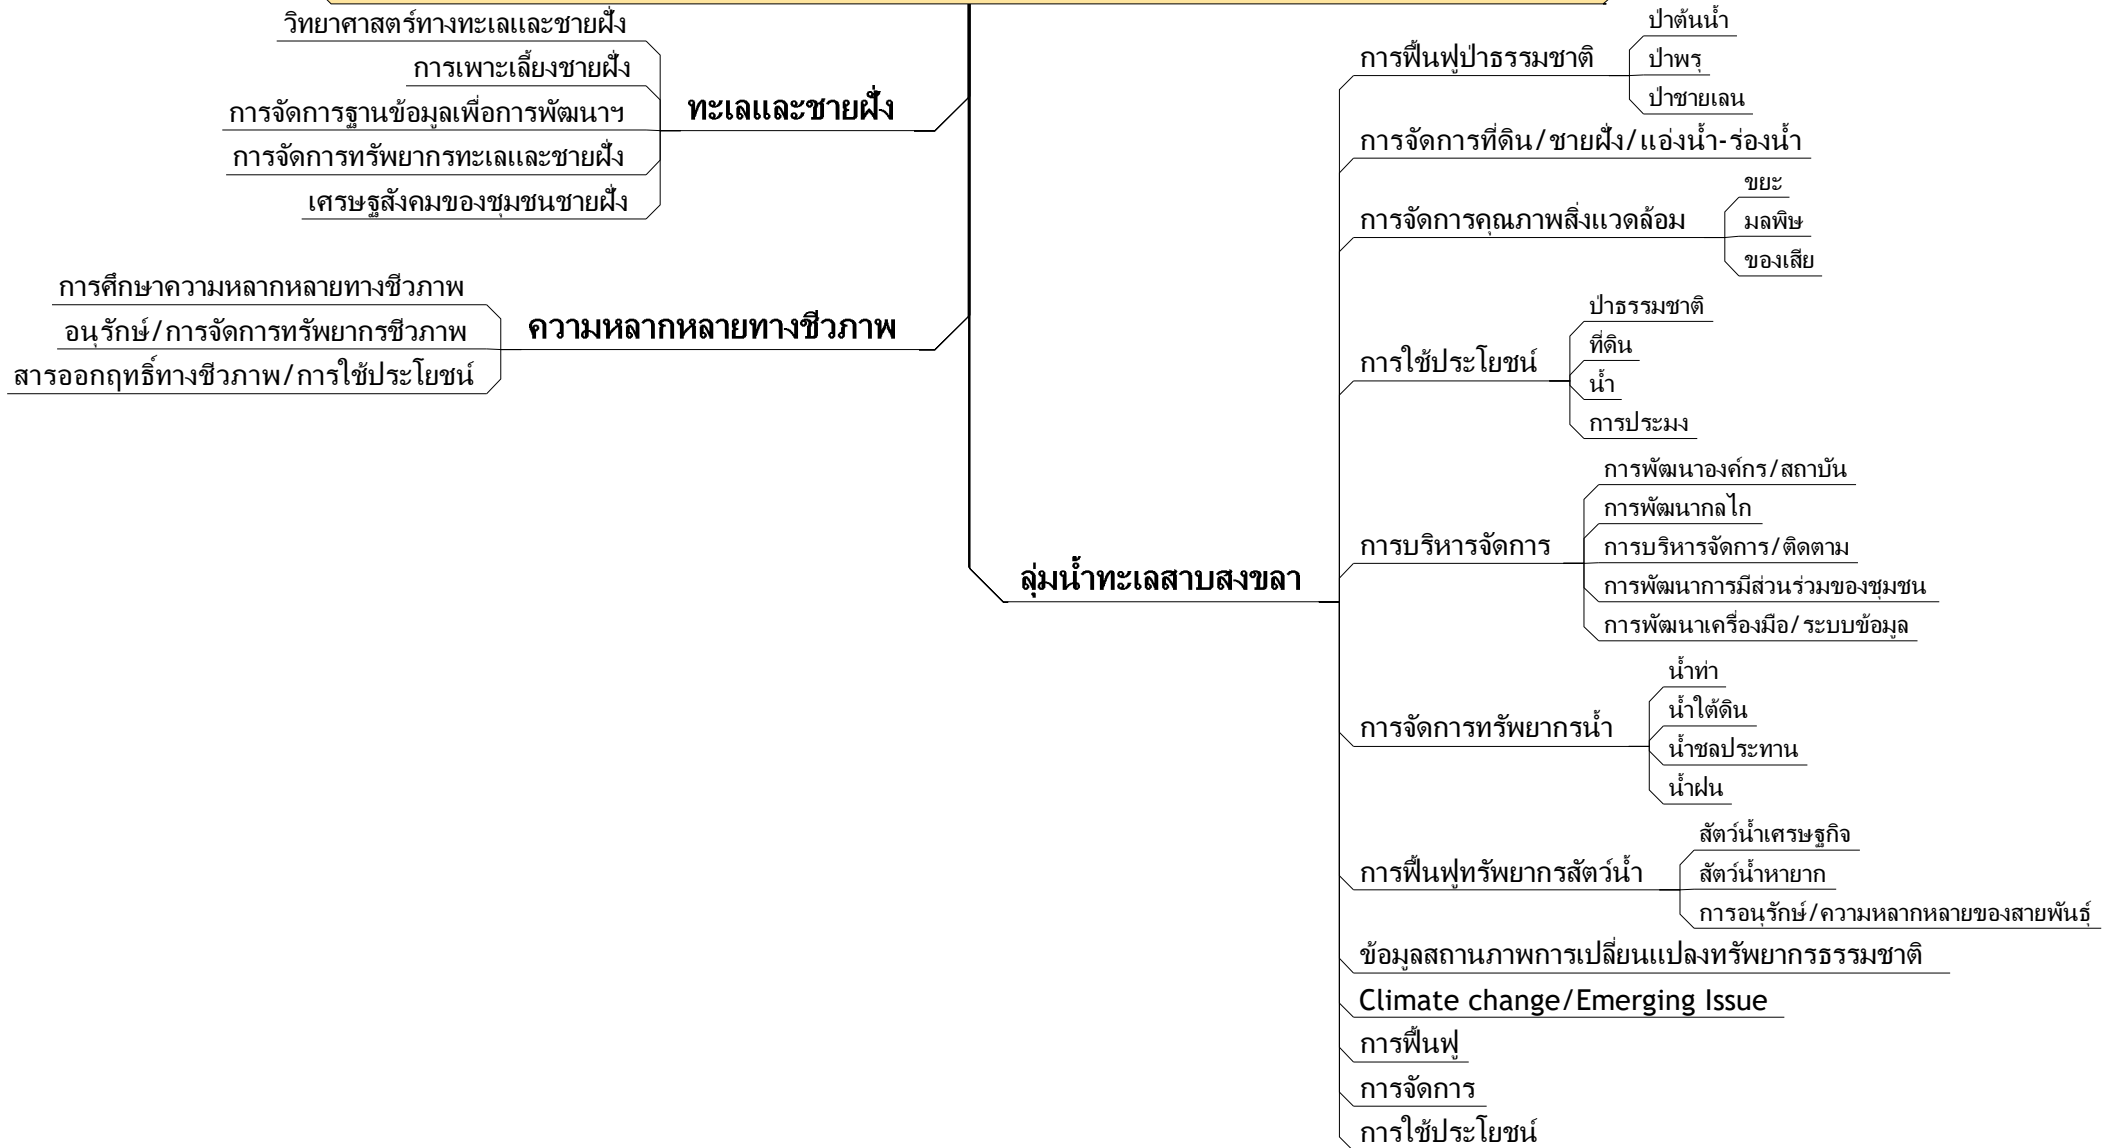 วิทยาศาสตร์ทางทะเลและชายฝั่ง
การเพาะเลี้ยงชายฝั่ง
การจัดการฐานข้อมูลเพื่อการพัฒนาฯ
การจัดการทรัพยากรทะเลและชายฝั่ง
เศรษฐสังคมของชุมชนชายฝั่ง
ทะเลและชายฝั่ง
การศึกษาความหลากหลายทางชีวภาพ
อนุรักษ์/การจัดการทรัพยากรชีวภาพ
สารออกฤทธิ์ทางชีวภาพ/การใช้ประโยชน์
ความหลากหลายทางชีวภาพ
ลุ่มน้ำทะเลสาบสงขลา
การฟื้นฟูป่าธรรมชาติ
ป่าต้นน้ำ
ป่าพรุ
ป่าชายเลน
การจัดการที่ดิน/ชายฝั่ง/แอ่งน้ำ-ร่องน้ำ
การจัดการคุณภาพสิ่งแวดล้อม
ขยะ
มลพิษ
ของเสีย
การใช้ประโยชน์
ป่าธรรมชาติ
ที่ดิน
น้ำ
การประมง
การบริหารจัดการ
การพัฒนาองค์กร/สถาบัน
การพัฒนากลไก
การบริหารจัดการ/ติดตาม
การพัฒนาการมีส่วนร่วมของชุมชน
การพัฒนาเครื่องมือ/ระบบข้อมูล
การจัดการทรัพยากรน้ำ
น้ำท่า
น้ำใต้ดิน
น้ำชลประทาน
น้ำฝน
การฟื้นฟูทรัพยากรสัตว์น้ำ
สัตว์น้ำเศรษฐกิจ
สัตว์น้ำหายาก
การอนุรักษ์/ความหลากหลายของสายพันธุ์
ข้อมูลสถานภาพการเปลี่ยนแปลงทรัพยากรธรรมชาติ
Climate change/Emerging Issue
การฟื้นฟู
การจัดการ
การใช้ประโยชน์